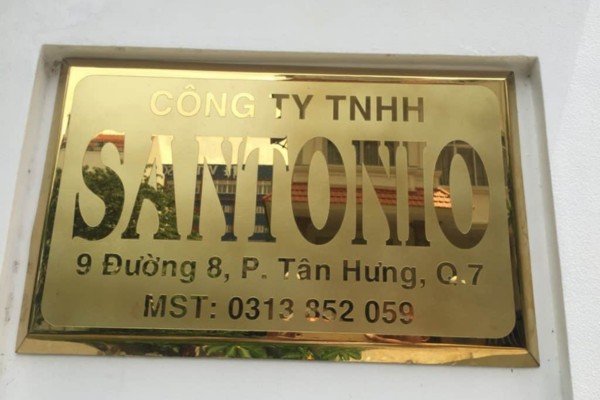 CÔNG TY TNHH
SANTONIO
9 Đường 8, P. Tân Hưng, Q.7
MST: 0313 852 059